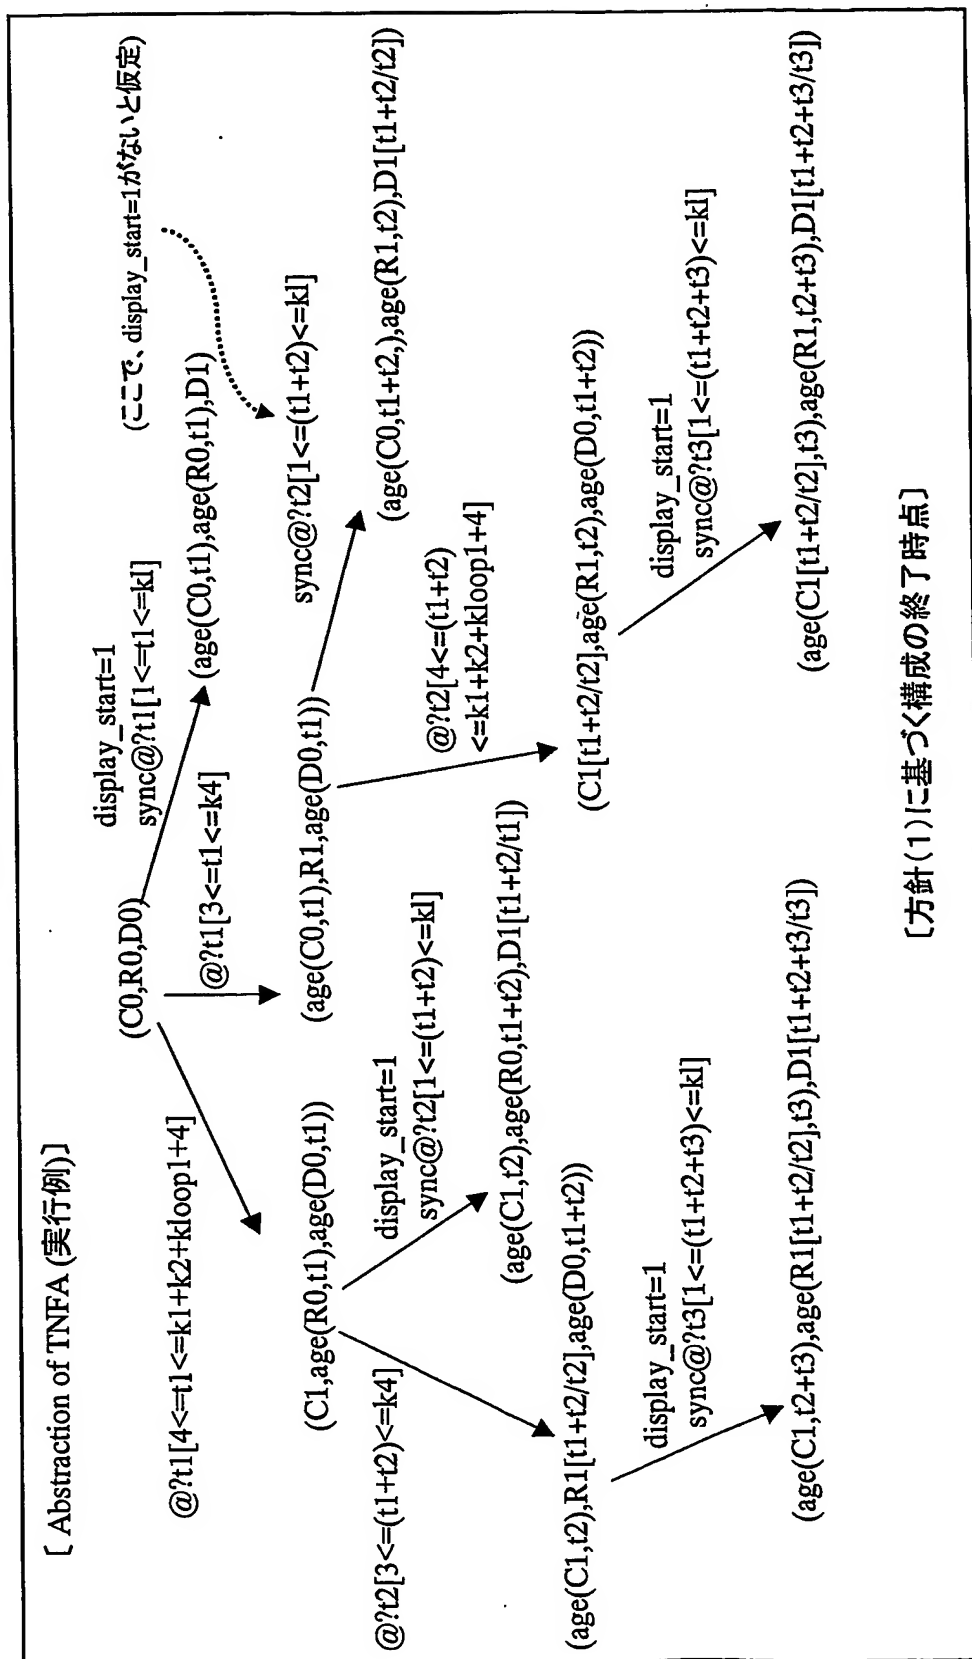 [ Abstraction of TNFA (実行例)]
(C0,R0,D0)
display_start=1
sync@?t1[1<=t1<=kl]
(ここで、display_start=1がないと仮定)
@?t1[4<=t1<=k1+k2+kloop1+4]
@?t1[3<=t1<=k4]
(age(C0,t1),age(R0,t1),D1)
(C1,age(R0,t1),age(D0,t1))
(age(C0,t1),R1,age(D0,t1))
sync@?t2[1<=(t1+t2)<=kl]
@?t2[3<=(t1+t2)<=k4]
display_start=1
sync@?t2[1<=(t1+t2)<=kl]
@?t2[4<=(t1+t2)
<=k1+k2+kloop1+4]
(age(C0,t1+t2,),age(R1,t2),D1[t1+t2/t2])
(age(C1,t2),age(R0,t1+t2),D1[t1+t2/t1])
(age(C1,t2),R1[t1+t2/t2],age(D0,t1+t2))
(C1[t1+t2/t2],age(R1,t2),age(D0,t1+t2))
display_start=1
sync@?t3[1<=(t1+t2+t3)<=kl]
display_start=1
sync@?t3[1<=(t1+t2+t3)<=kl]
(age(C1,t2+t3),age(R1[t1+t2/t2],t3),D1[t1+t2+t3/t3])
(age(C1[t1+t2/t2],t3),age(R1,t2+t3),D1[t1+t2+t3/t3])
[方針(1)に基づく構成の終了時点]